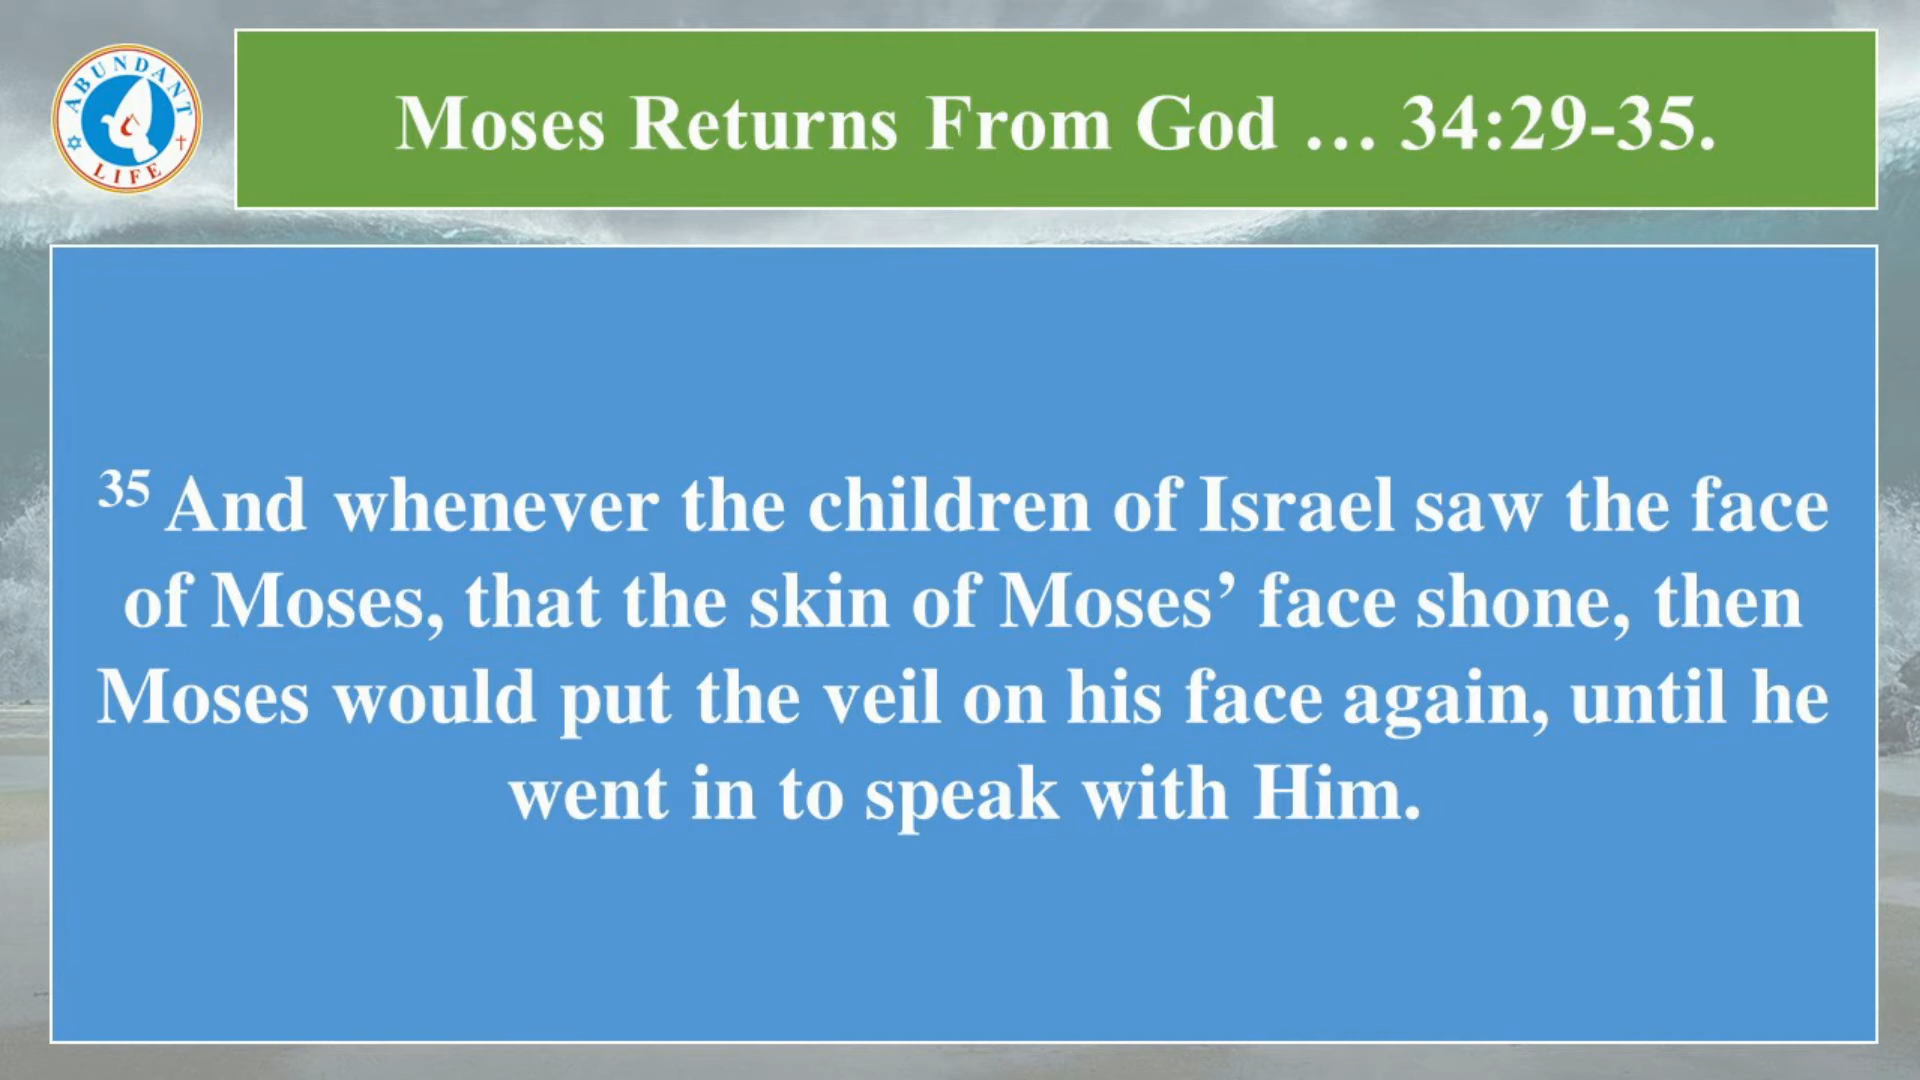 ABUNDANT
LIFE
Moses Returns From God … 34:29-35.
35 And whenever the children of Israel saw the face
of Moses, that the skin of Moses’ face shone, then
Moses would put the veil on his face again, until he
went in to speak with Him.